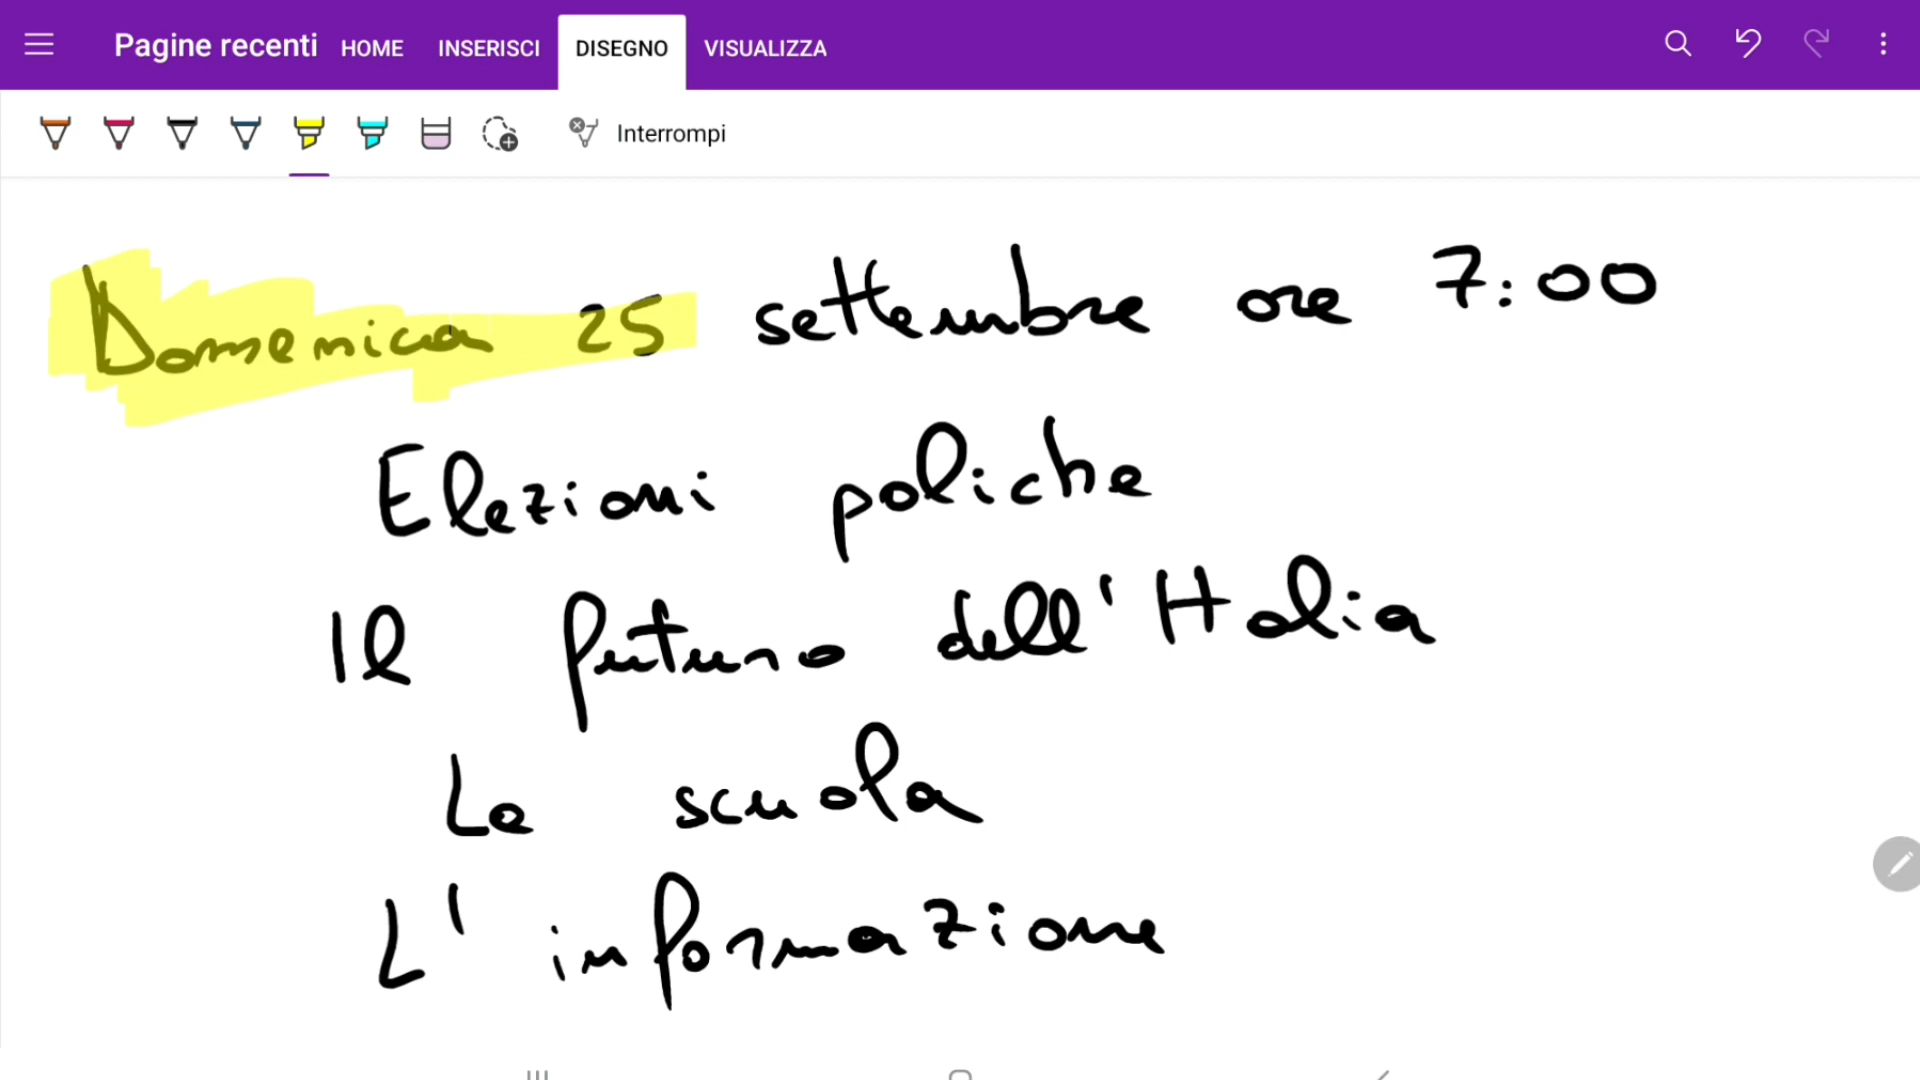 Pagine recenti HOME INSERISCI DISEGNO VISUALIZZA
Interrompi
Domenica 25 settembre ore 7:00
Elezioni poliche
Il futuro dell'Italia
La scuola
L'informazione